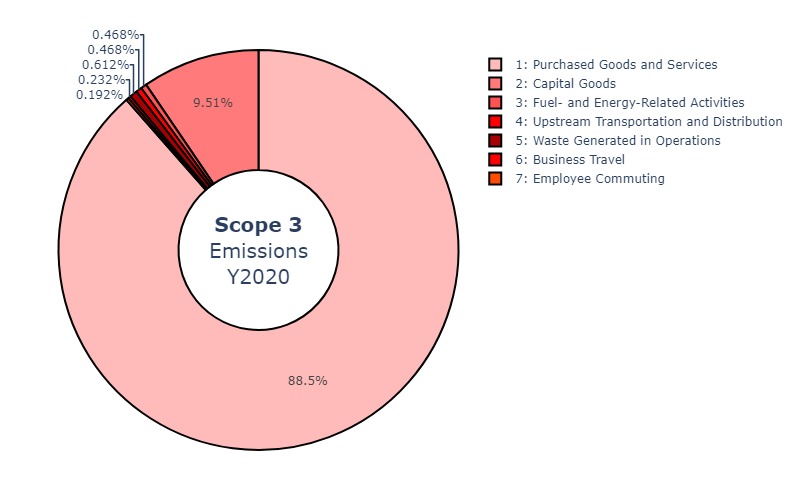 0.468%
0.468%
0.612%
0.232%
0.192%
9.51%
88.5%
Scope 3
Emissions
Y2020
1: Purchased Goods and Services
2: Capital Goods
3: Fuel- and Energy-Related Activities
4: Upstream Transportation and Distribution
5: Waste Generated in Operations
6: Business Travel
7: Employee Commuting